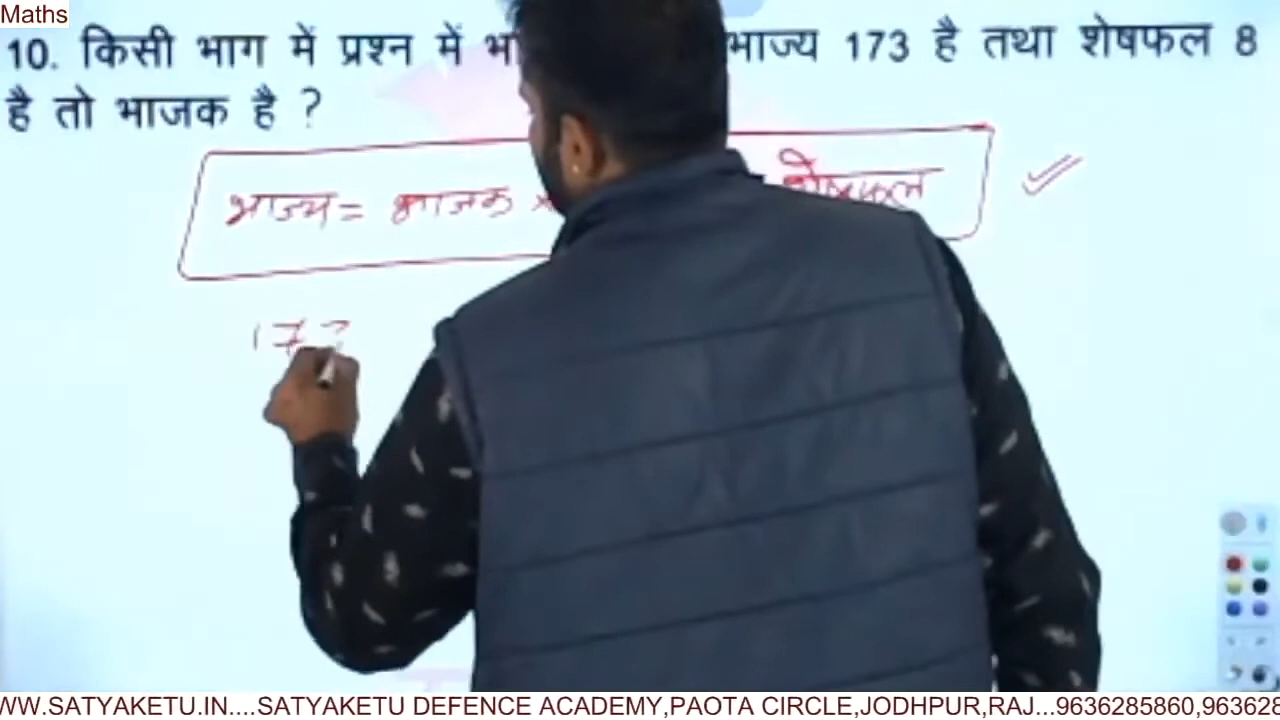 Maths
10. किसी भाग में प्रश्न में भाज्य 173 है तथा शेषफल 8
है तो भाजक है ?
भाज्य = भाजक × शेषफल
173
WWW.SATYAKETU.IN....SATYAKETU DEFENCE ACADEMY,PAOTA CIRCLE,JODHPUR,RAJ...9636285860,963628